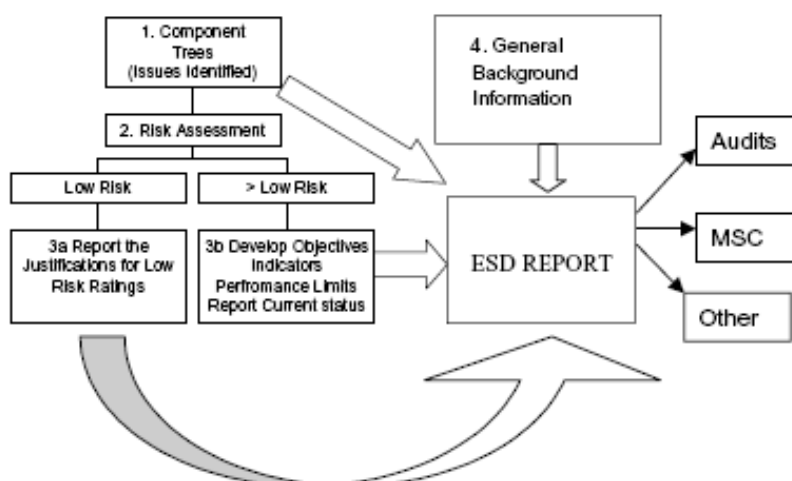 1. Component
Trees
(Issues Identified)
2. Risk Assessment
Low Risk
> Low Risk
3a Report the
Justifications for Low
Risk Ratings
3b Develop Objectives
Indicators
Perfromance Limits
Report Current status
4. General
Background
Information
ESD REPORT
Audits
MSC
Other